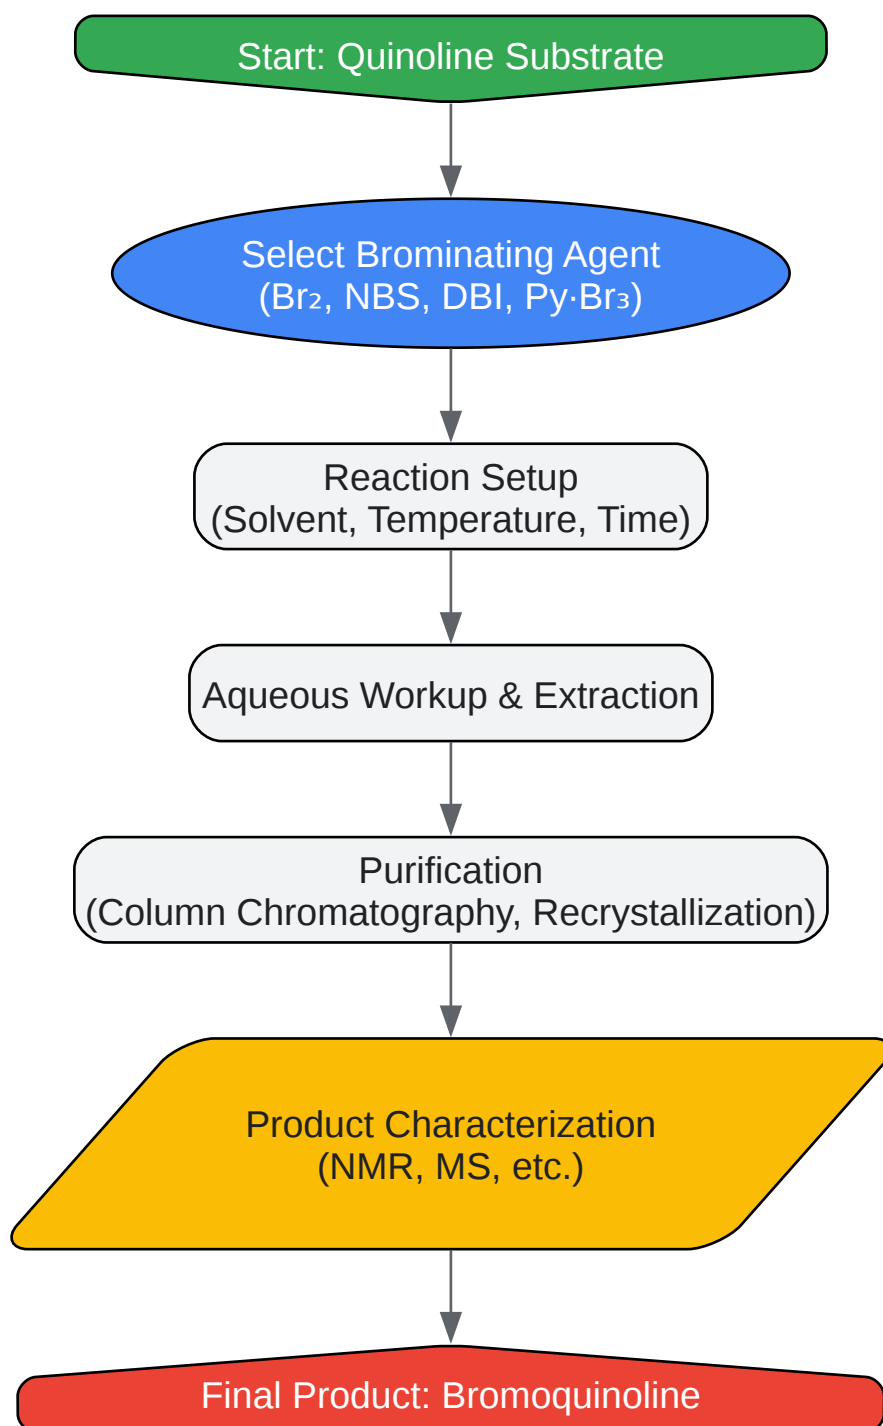 Start: Quinoline Substrate
Select Brominating Agent
(Br₂, NBS, DBI, Py·Br₃)
Reaction Setup
(Solvent, Temperature, Time)
Aqueous Workup & Extraction
Purification
(Column Chromatography, Recrystallization)
Product Characterization
(NMR, MS, etc.)
Final Product: Bromoquinoline